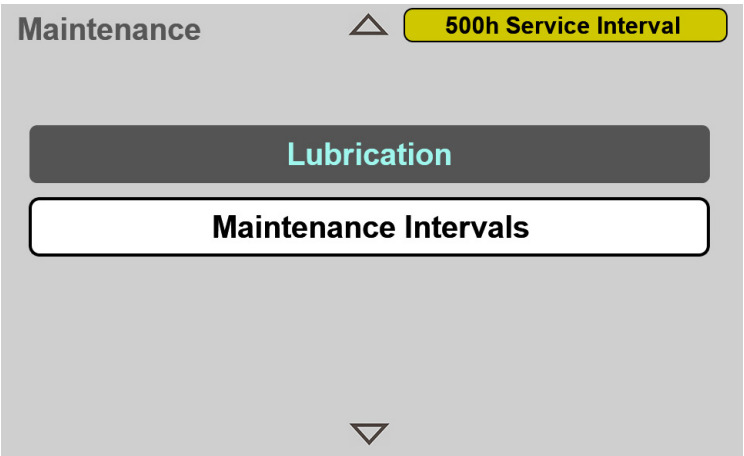 Maintenance
500h Service Interval
Lubrication
Maintenance Intervals